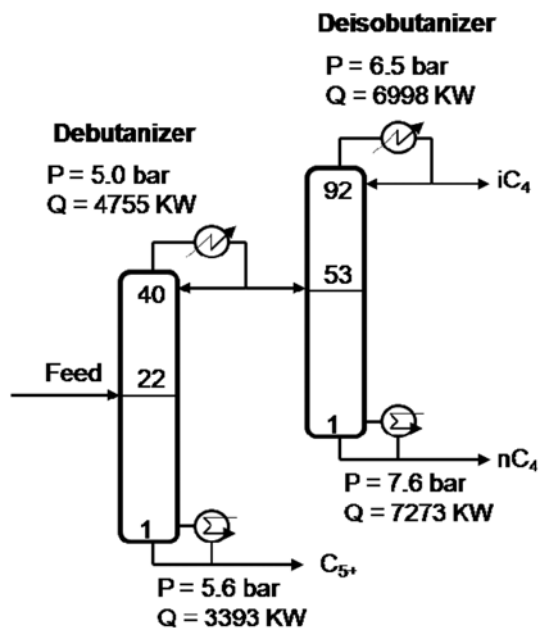 Deisobutanizer
P = 6.5 bar
Q = 6998 KW
Debutanizer
P = 5.0 bar
Q = 4755 KW
92
iC4
53
40
Feed
22
1
nC4
P = 7.6 bar
Q = 7273 KW
1
C5+
P = 5.6 bar
Q = 3393 KW